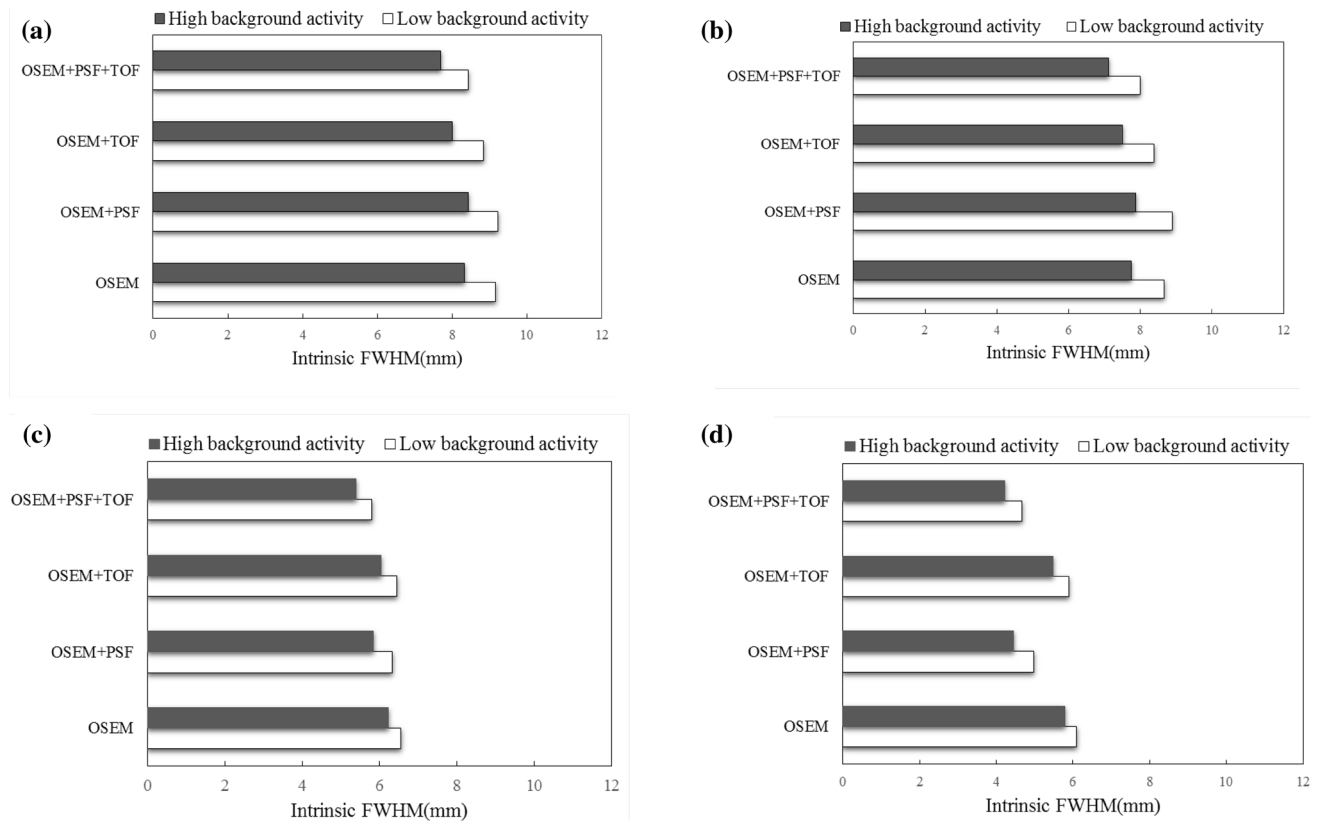 (a)
High background activity Low background activity
OSEM+PSF+TOF
OSEM+TOF
OSEM+PSF
OSEM
0 2 4 6 8 10 12
Intrinsic FWHM(mm)
(b)
High background activity Low background activity
OSEM+PSF+TOF
OSEM+TOF
OSEM+PSF
OSEM
0 2 4 6 8 10 12
Intrinsic FWHM(mm)
(c)
High background activity Low background activity
OSEM+PSF+TOF
OSEM+TOF
OSEM+PSF
OSEM
0 2 4 6 8 10 12
Intrinsic FWHM(mm)
(d)
High background activity Low background activity
OSEM+PSF+TOF
OSEM+TOF
OSEM+PSF
OSEM
0 2 4 6 8 10 12
Intrinsic FWHM(mm)